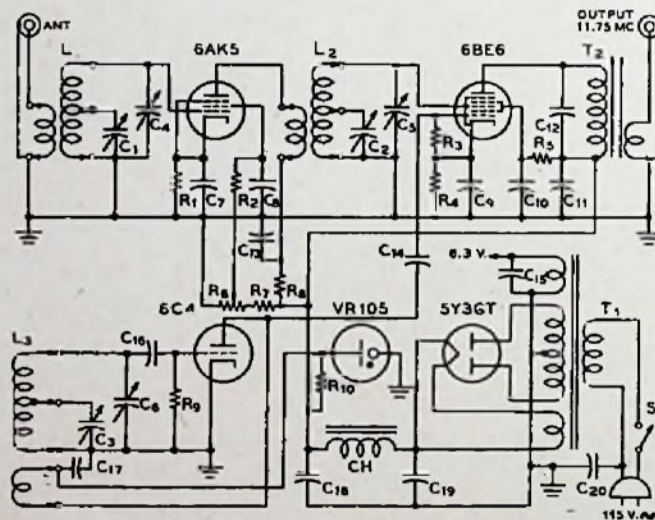 ANT
L
6AK5
L2
6BE6
T2
OUTPUT
11.75 MC
C1
C4
C2
C5
R3
C12
R5
R1
C7
R2
C8
R4
C9
C10
C11
C13
C14
6.3 V.
C15
R6
R7
R8
6C4
VR105
5Y3GT
T1
L3
C16
R10
C6
R9
C3
S
C17
CH
C18
C19
C20
115 V.~